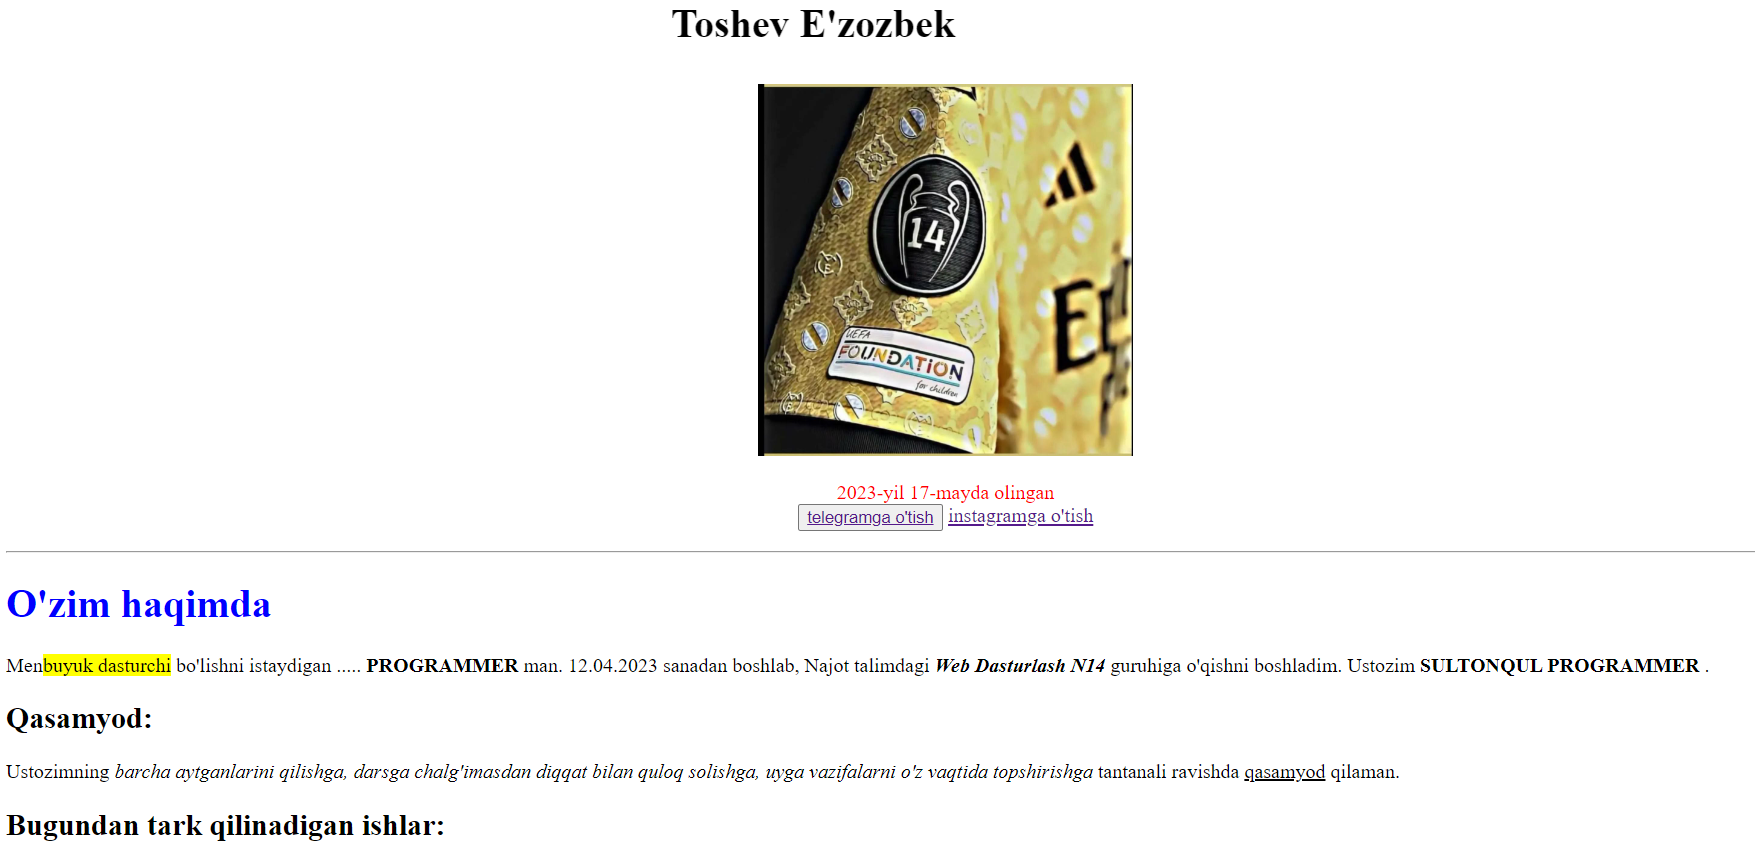 Toshev E'zozbek
14
UEFA
FOUNDATION
for children
2023-yil 17-mayda olingan
telegramga o'tish instagramga o'tish
O'zim haqimda
Menbuyuk dasturchi bo'lishni istaydigan ..... PROGRAMMER man. 12.04.2023 sanadan boshlab, Najot talimdagi Web Dasturlash N14 guruhiga o'qishni boshladim. Ustozim SULTONQUL PROGRAMMER .
Qasamyod:
Ustozimning barcha aytganlarini qilishga, darsga chalg'imasdan diqqat bilan quloq solishga, uyga vazifalarni o'z vaqtida topshirishga tantanali ravishda qasamyod qilaman.
Bugundan tark qilinadigan ishlar: